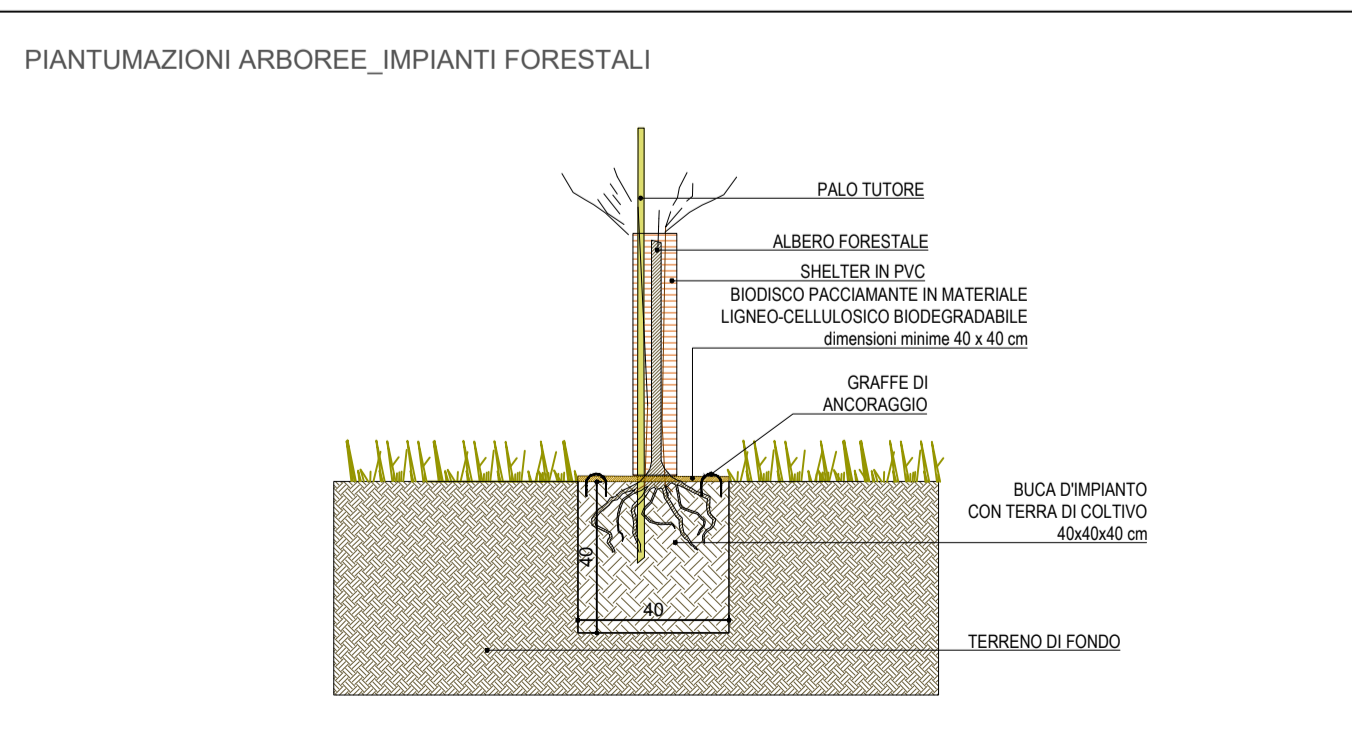 PIANTUMAZIONI ARBOREE_IMPIANTI FORESTALI
PALO TUTORE
ALBERO FORESTALE
SHELTER IN PVC
BIODISCO PACCIAMANTE IN MATERIALE
LIGNEO-CELLULOSICO BIODEGRADABILE
dimensioni minime 40 x 40 cm
GRAFFE DI
ANCORAGGIO
BUCA D'IMPIANTO
CON TERRA DI COLTIVO
40x40x40 cm
40
40
TERRENO DI FONDO